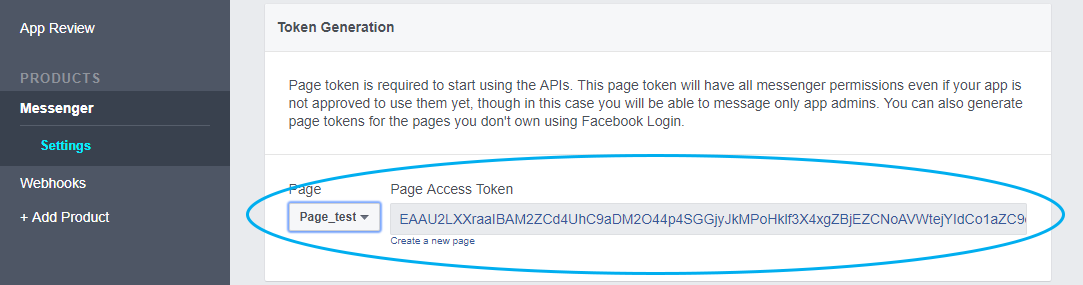 App Review
PRODUCTS
Messenger
Settings
Webhooks
+ Add Product
Token Generation
Page token is required to start using the APIs. This page token will have all messenger permissions even if your app is
not approved to use them yet, though in this case you will be able to message only app admins. You can also generate
page tokens for the pages you don't own using Facebook Login.
Page
Page Access Token
Page_test
EAAU2LXXraaIBAM2ZCd4UhC9aDM2O44p4SGGjyJkMPoHkIf3X4xgZBjEZCNoAVWtejYIdCo1aZC9
Create a new page